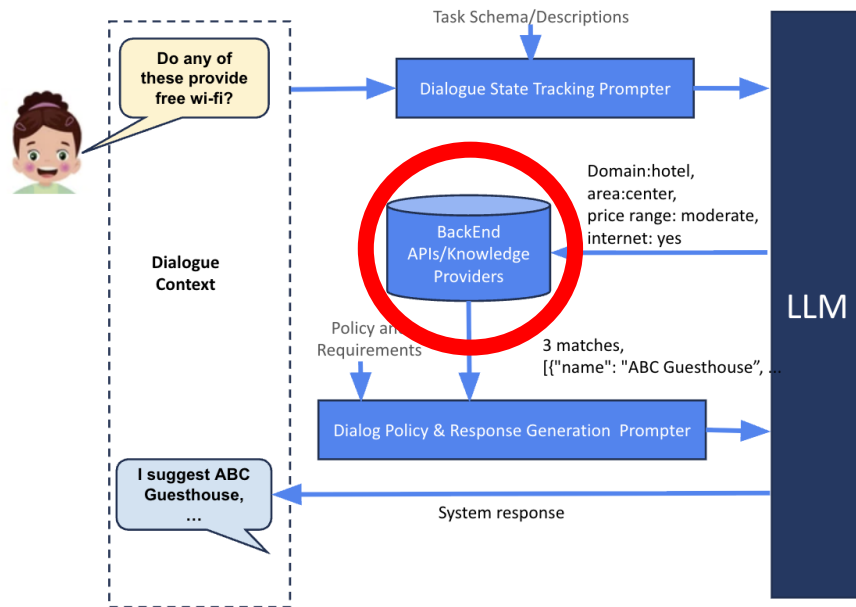 Task Schema/Descriptions
Do any of
these provide
free wi-fi?
Dialogue State Tracking Prompter
Domain:hotel,
area:center,
price range: moderate,
internet: yes
BackEnd
APIs/Knowledge
Providers
Dialogue
Context
LLM
Policy and
Requirements
3 matches,
[{"name": "ABC Guesthouse”, ...
Dialog Policy & Response Generation Prompter
I suggest ABC
Guesthouse,
…
System response